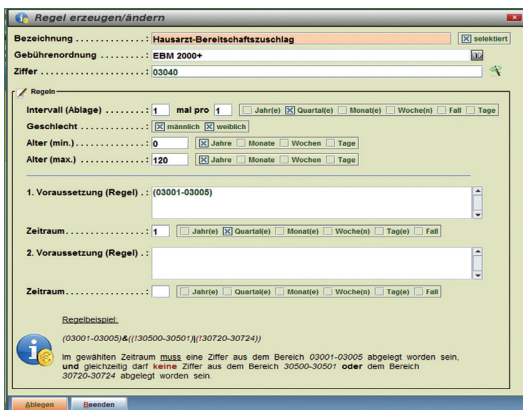 Regel erzeugen/ändern
Bezeichnung . . . . . . . . . . . . . . . : Hausarzt-Bereitschaftszuschlag selektiert
Gebührenordnung . . . . . . . . . . . : EBM 2000+
Ziffer . . . . . . . . . . . . . . . . . . . . . . . : 03040
Regeln
Intervall (Ablage) . . . . . . . : 1 mal pro 1 Jahr(e) Quartal(e) Monat(e) Woche(n) Fall Tage
Geschlecht . . . . . . . . . . . . . : männlich weiblich
Alter (min.) . . . . . . . . . . . . . : 0 Jahre Monate Wochen Tage
Alter (max.) . . . . . . . . . . . . : 120 Jahre Monate Wochen Tage
1. Voraussetzung (Regel) . : (03001-03005)
Zeitraum . . . . . . . . . . . . . . . : 1 Jahr(e) Quartal(e) Monat(e) Woche(n) Tag(e) Fall
2. Voraussetzung (Regel) . :
Zeitraum . . . . . . . . . . . . . . . : Jahr(e) Quartal(e) Monat(e) Woche(n) Tag(e) Fall
Regelbeispiel:
(03001-03005)&((!30500-30501)|(!30720-30724))
Im gewählten Zeitraum muss eine Ziffer aus dem Bereich 03001-03005 abgelegt worden sein,
und gleichzeitig darf keine Ziffer aus dem Bereich 30500-30501 oder dem Bereich
30720-30724 abgelegt worden sein.
Ablegen Beenden